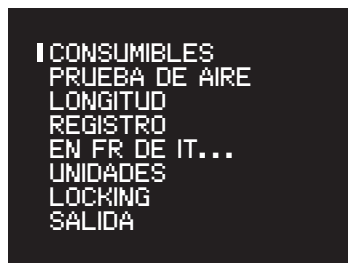 CONSUMIBLES
PRUEBA DE AIRE
LONGITUD
REGISTRO
EN FR DE IT...
UNIDADES
LOCKING
SALIDA